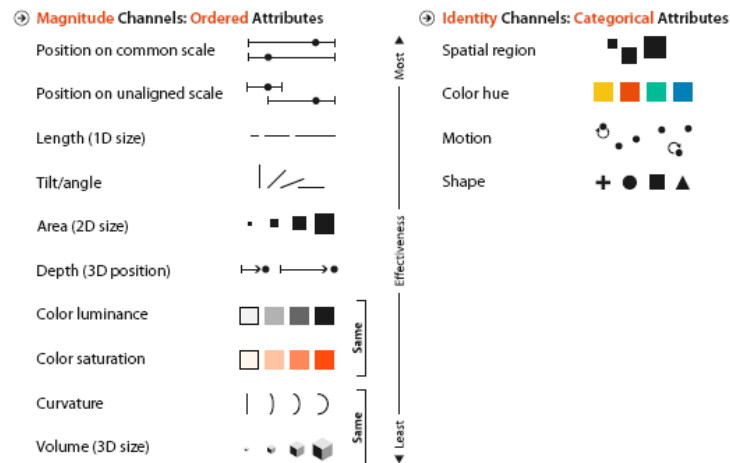 Magnitude Channels: Ordered Attributes
Position on common scale
Position on unaligned scale
Length (1D size)
Tilt/angle
Area (2D size)
Depth (3D position)
Color luminance
Color saturation
Curvature
Volume (3D size)
Same
Same
Most
Effectiveness
Least
Identity Channels: Categorical Attributes
Spatial region
Color hue
Motion
Shape